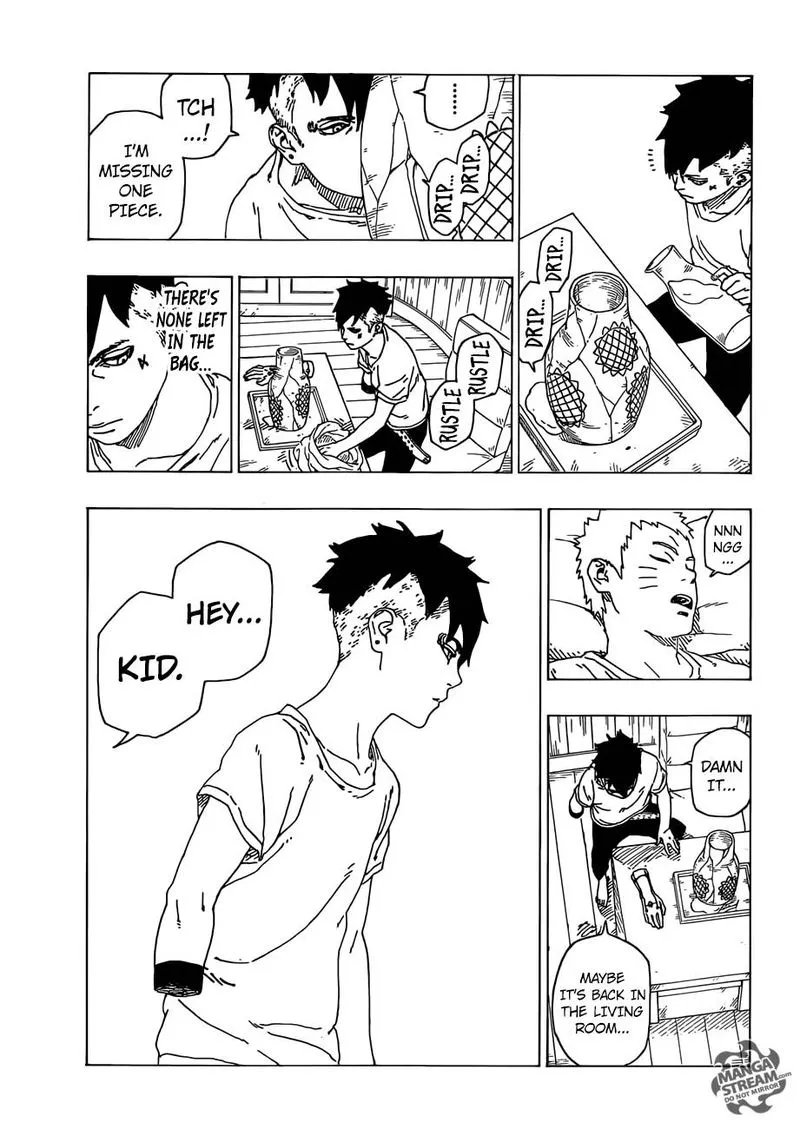 DRIP...
DRIP...
......
DRIP...
DRIP...
TCH
...!
I'M
MISSING
ONE
PIECE.
RUSTLE
RUSTLE
THERE'S
NONE LEFT
IN THE
BAG...
NNN
NGG
...
DAMN
IT...
MAYBE
IT'S BACK IN
THE LIVING
ROOM...
HEY...
KID.
MANGA
STREAM.com
DO NOT MIRROR